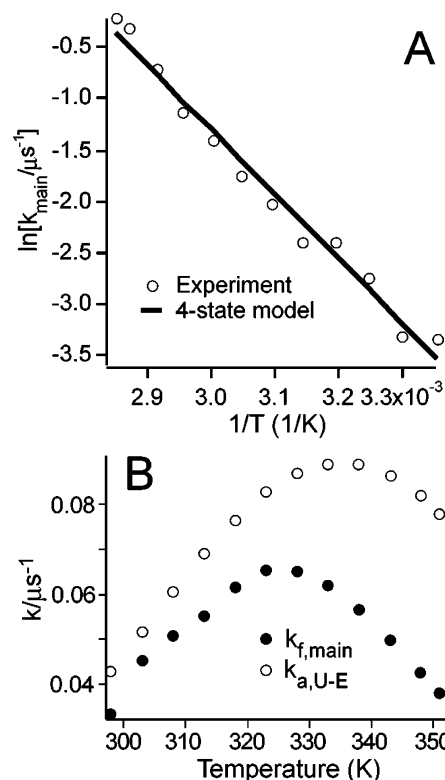 A
-0.5
-1.0
-1.5
-2.0
-2.5
-3.0
-3.5
ln[k_main/μs⁻¹]
Experiment
4-state model
2.9 3.0 3.1 3.2 3.3x10⁻³
1/T (1/K)
B
0.08
0.06
0.04
k/μs⁻¹
k_f,main
k_a,U-E
300 310 320 330 340 350
Temperature (K)